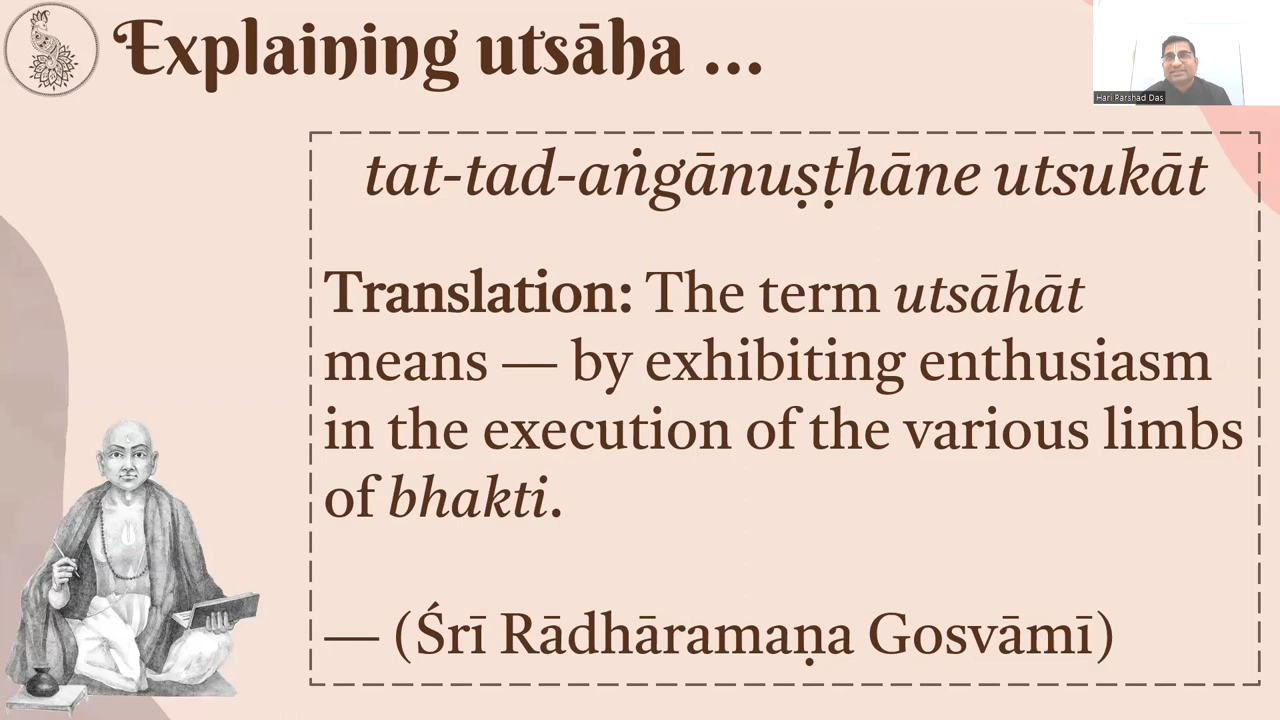 Explaining utsāha ...
Hari Parshad Das
tat-tad-aṅgānuṣṭhāne utsukāt
Translation: The term utsāhāt
means — by exhibiting enthusiasm
in the execution of the various limbs
of bhakti.
— (Śrī Rādhāramaṇa Gosvāmī)